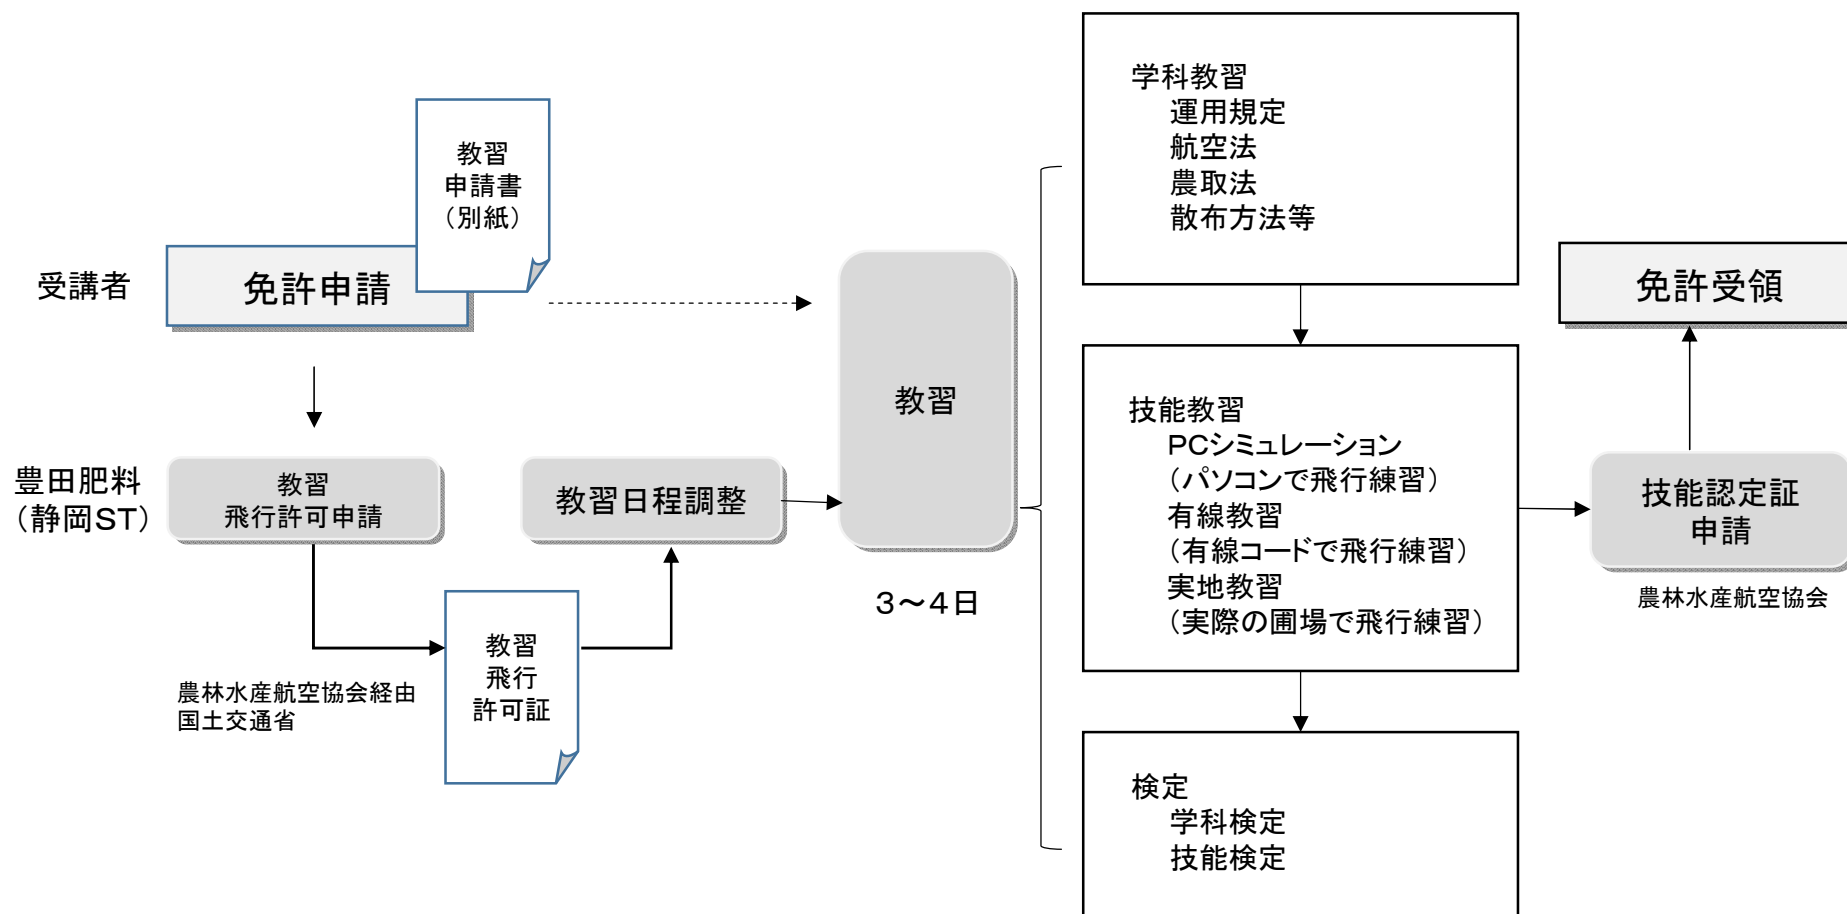 受講者
免許申請
教習
申請書
（別紙）
豊田肥料
（静岡ST）
教習
飛行許可申請
農林水産航空協会経由
国土交通省
教習
飛行
許可証
教習日程調整
教習
３～４日
学科教習
運用規定
航空法
農取法
散布方法等
技能教習
PCシミュレーション
（パソコンで飛行練習）
有線教習
（有線コードで飛行練習）
実地教習
（実際の圃場で飛行練習）
検定
学科検定
技能検定
技能認定証
申請
農林水産航空協会
免許受領